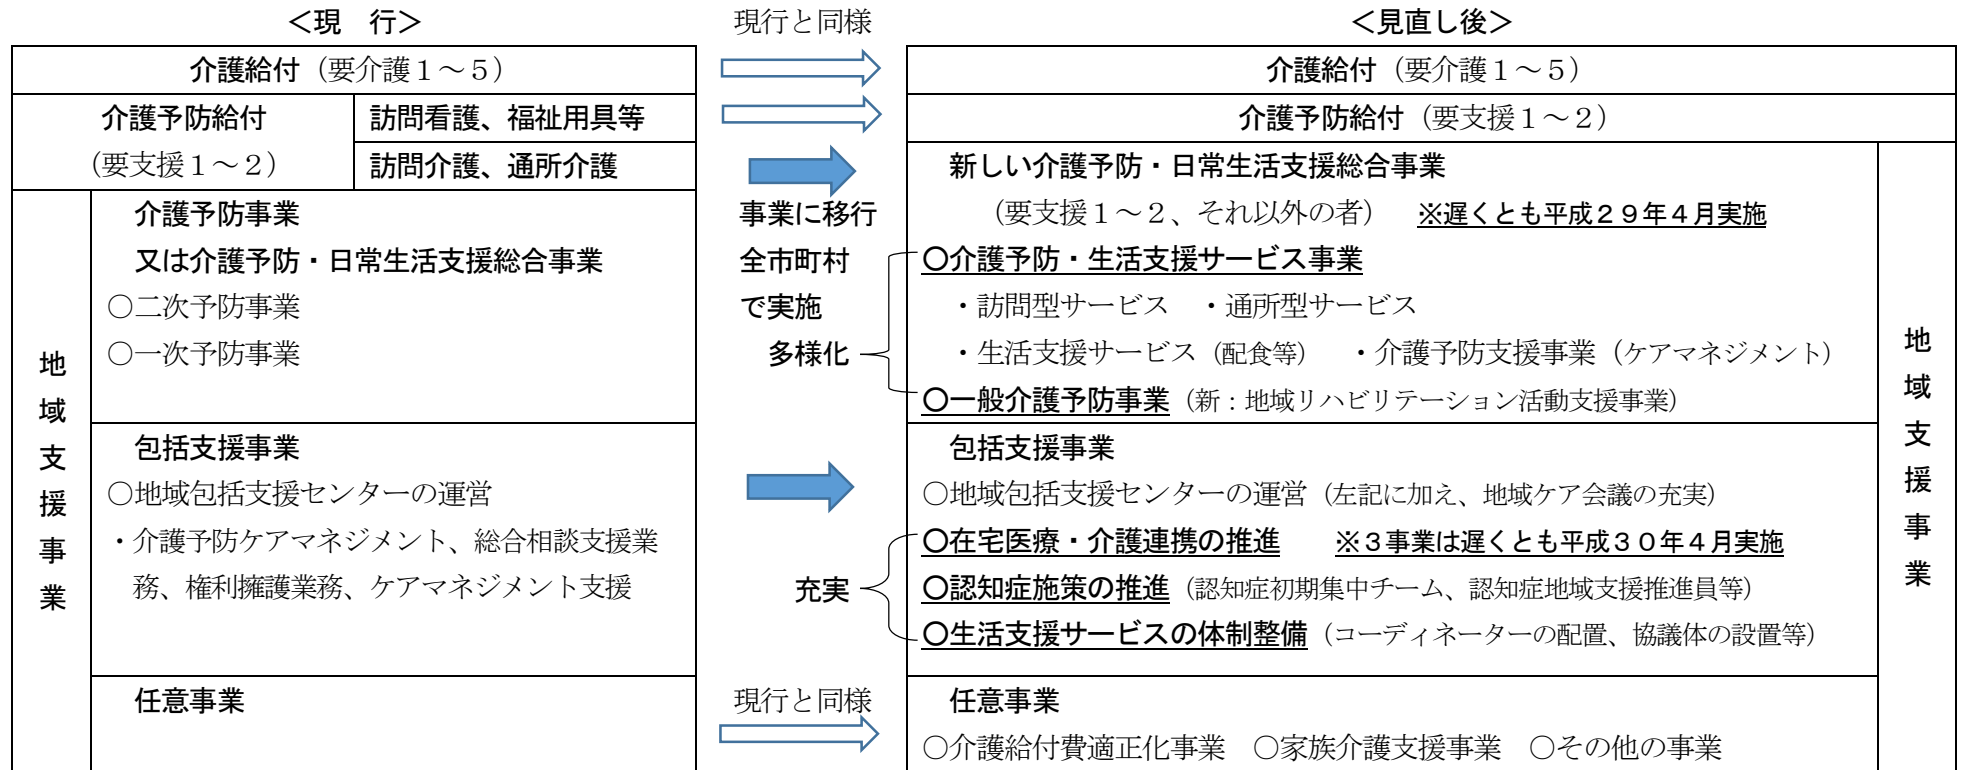 ＜現　行＞
現行と同様
＜見直し後＞
介護給付（要介護１～５）
介護給付（要介護１～５）
介護予防給付
（要支援１～２）
訪問看護、福祉用具等
訪問介護、通所介護
介護予防給付（要支援１～２）
地域支援事業
介護予防事業
又は介護予防・日常生活支援総合事業
○二次予防事業
○一次予防事業
事業に移行
全市町村
で実施
多様化
新しい介護予防・日常生活支援総合事業
（要支援１～２、それ以外の者）　※遅くとも平成２９年４月実施
○介護予防・生活支援サービス事業
・訪問型サービス　・通所型サービス
・生活支援サービス（配食等）　・介護予防支援事業（ケアマネジメント）
○一般介護予防事業（新：地域リハビリテーション活動支援事業）
地域支援事業
包括支援事業
○地域包括支援センターの運営
・介護予防ケアマネジメント、総合相談支援業
務、権利擁護業務、ケアマネジメント支援
充実
包括支援事業
○地域包括支援センターの運営（左記に加え、地域ケア会議の充実）
○在宅医療・介護連携の推進　※３事業は遅くとも平成３０年４月実施
○認知症施策の推進（認知症初期集中チーム、認知症地域支援推進員等）
○生活支援サービスの体制整備（コーディネーターの配置、協議体の設置等）
任意事業
現行と同様
任意事業
○介護給付費適正化事業　○家族介護支援事業　○その他の事業